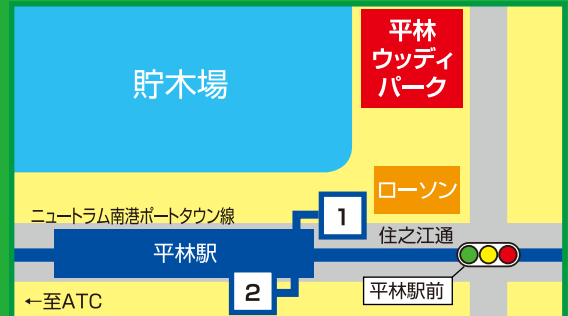 平林
ウッディ
パーク
貯木場
ローソン
ニュートラム南港ポートタウン線
1
住之江通
平林駅
2
平林駅前
←至ATC